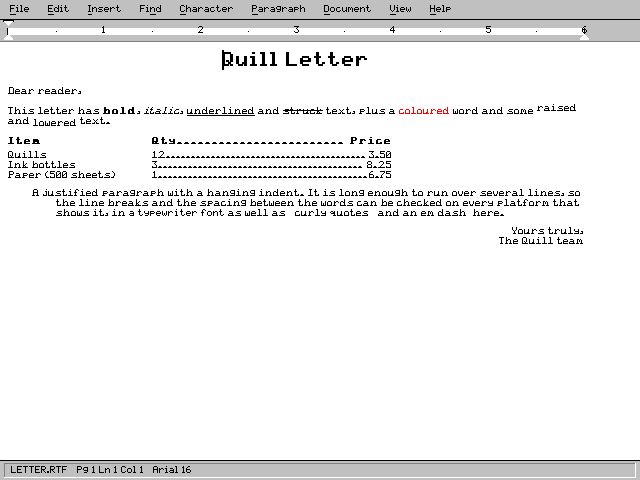 File Edit Insert Find Character Paragraph Document View Help
1 2 3 4 5 6
Quill Letter
Dear reader,
This letter has bold, italic, underlined and struck text, plus a coloured word and some raised
and lowered text.
Item Qty........................ Price
Quills 12........................................ 3.50
Ink bottles 3......................................... 8.25
Paper (500 sheets) 1..........................................6.75
A justified paragraph with a hanging indent. It is long enough to run over several lines, so
the line breaks and the spacing between the words can be checked on every platform that
shows it, in a typewriter font as well as curly quotes and an em dash here.
Yours truly,
The Quill team
LETTER.RTF Pg 1 Ln 1 Col 1 Arial 16